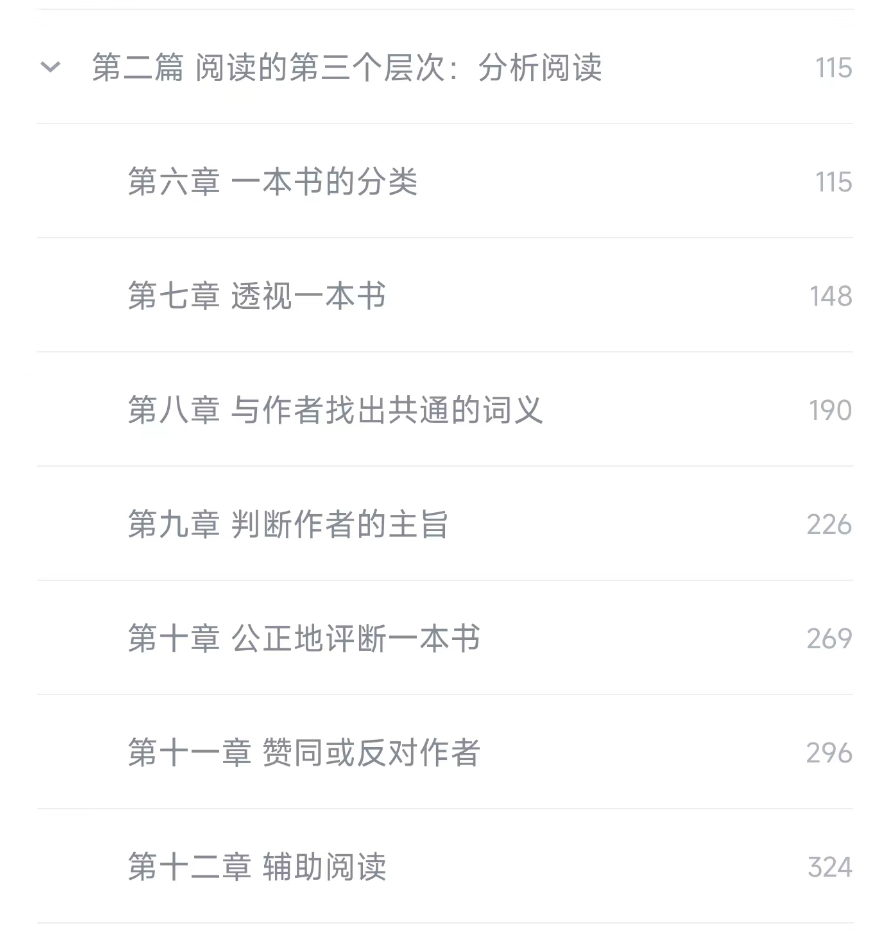 第二篇 阅读的第三个层次：分析阅读 115
第六章 一本书的分类 115
第七章 透视一本书 148
第八章 与作者找出共通的词义 190
第九章 判断作者的主旨 226
第十章 公正地评断一本书 269
第十一章 赞同或反对作者 296
第十二章 辅助阅读 324